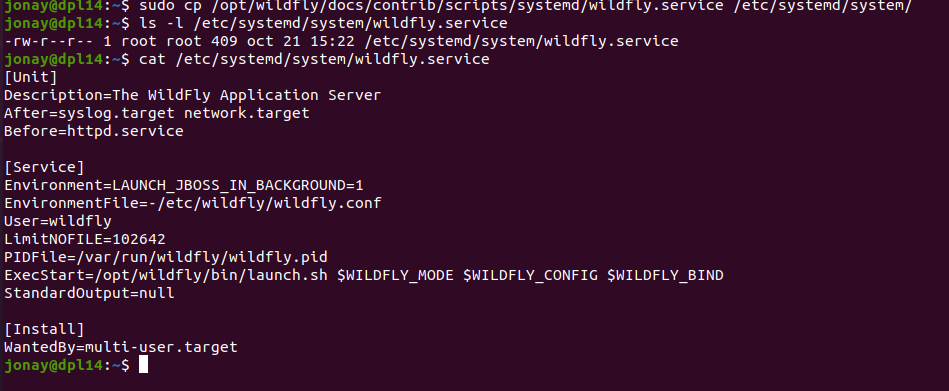 jonay@dpl14:~$ sudo cp /opt/wildfly/docs/contrib/scripts/systemd/wildfly.service /etc/systemd/system/
jonay@dpl14:~$ ls -l /etc/systemd/system/wildfly.service
-rw-r--r-- 1 root root 409 oct 21 15:22 /etc/systemd/system/wildfly.service
jonay@dpl14:~$ cat /etc/systemd/system/wildfly.service
[Unit]
Description=The WildFly Application Server
After=syslog.target network.target
Before=httpd.service

[Service]
Environment=LAUNCH_JBOSS_IN_BACKGROUND=1
EnvironmentFile=-/etc/wildfly/wildfly.conf
User=wildfly
LimitNOFILE=102642
PIDFile=/var/run/wildfly/wildfly.pid
ExecStart=/opt/wildfly/bin/launch.sh $WILDFLY_MODE $WILDFLY_CONFIG $WILDFLY_BIND
StandardOutput=null

[Install]
WantedBy=multi-user.target
jonay@dpl14:~$